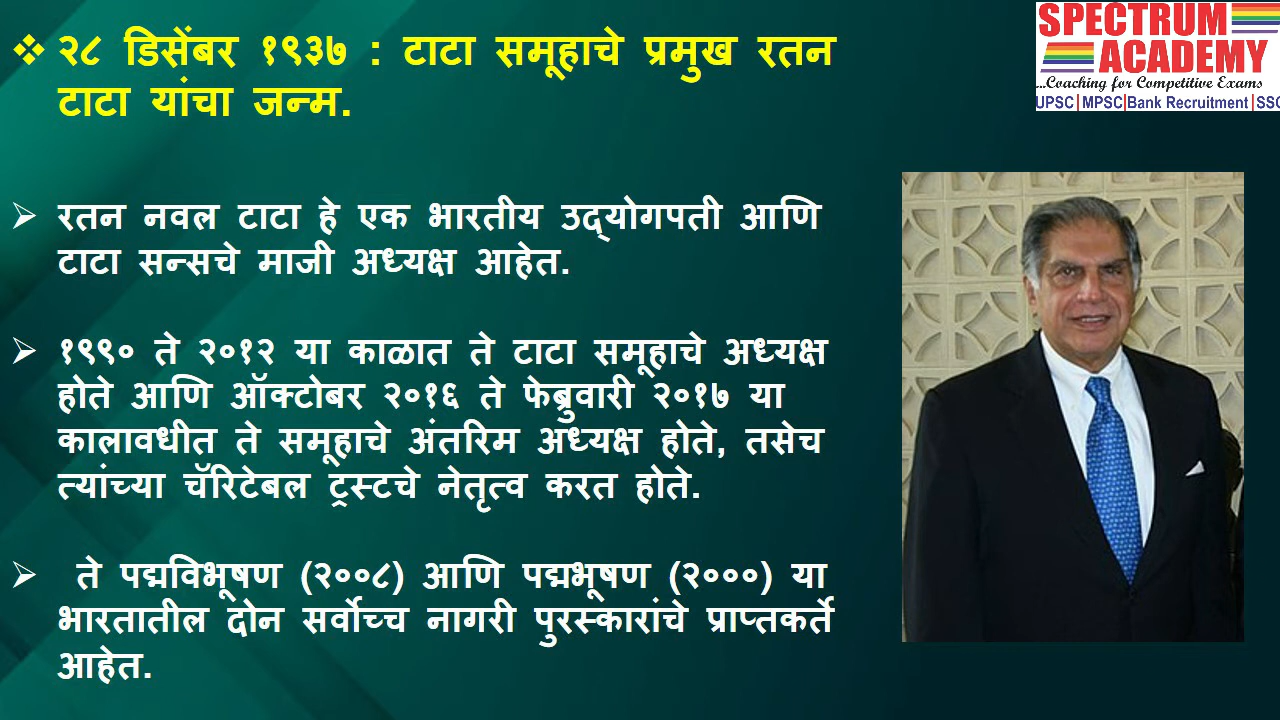 ❖ २८ डिसेंबर १९३७ : टाटा समूहाचे प्रमुख रतन
टाटा यांचा जन्म.
SPECTRUM
ACADEMY
...Coaching for Competitive Exams
UPSC|MPSC|Bank Recruitment |SSC
➢ रतन नवल टाटा हे एक भारतीय उद्‌योगपती आणि
टाटा सन्सचे माजी अध्यक्ष आहेत.
➢ १९९० ते २०१२ या काळात ते टाटा समूहाचे अध्यक्ष
होते आणि ऑक्टोबर २०१६ ते फेब्रुवारी २०१७ या
कालावधीत ते समूहाचे अंतरिम अध्यक्ष होते, तसेच
त्यांच्या चॅरिटेबल ट्रस्टचे नेतृत्व करत होते.
➢ ते पद्मविभूषण (२००८) आणि पद्मभूषण (२०००) या
भारतातील दोन सर्वोच्च नागरी पुरस्कारांचे प्राप्तकर्ते
आहेत.